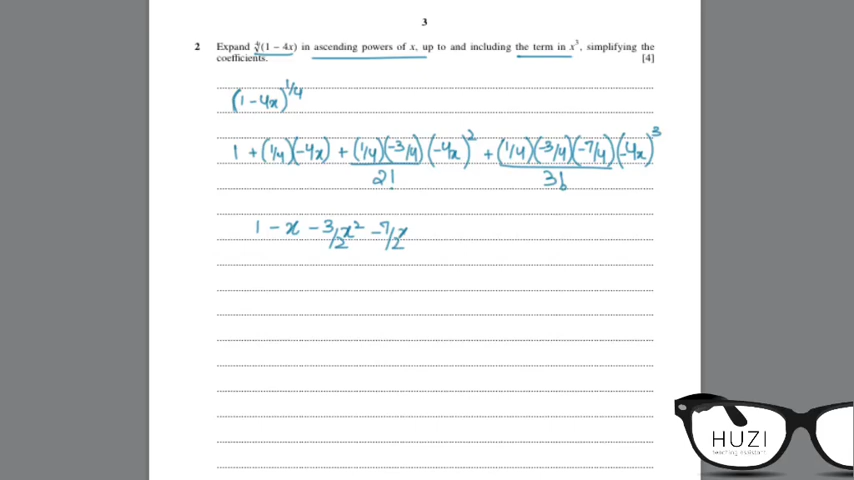 3
2 Expand ∜(1 − 4x) in ascending powers of x, up to and including the term in x³, simplifying the
coefficients. [4]
(1 - 4x)^1/4
1 + (1/4)(-4x) + (1/4)(-3/4)/2! (-4x)² + (1/4)(-3/4)(-7/4)/3! (-4x)³
1 - x - 3/2x² - 7/2x
HUZI
teaching assistant